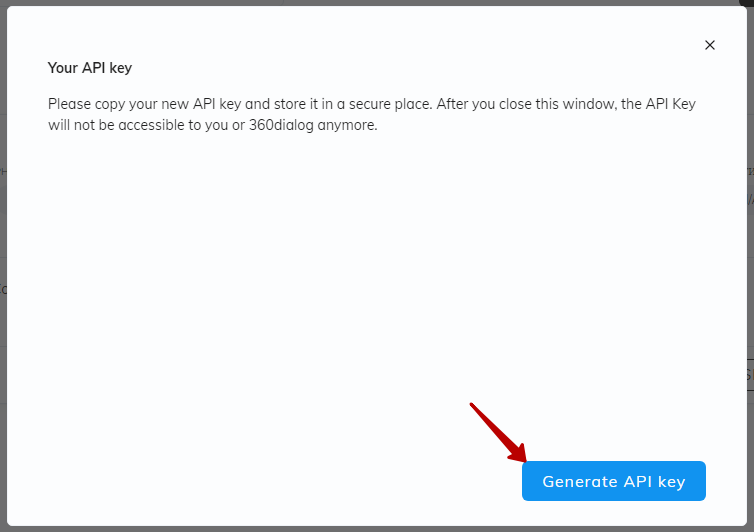 Your API key
Please copy your new API key and store it in a secure place. After you close this window, the API Key
will not be accessible to you or 360dialog anymore.
Generate API key